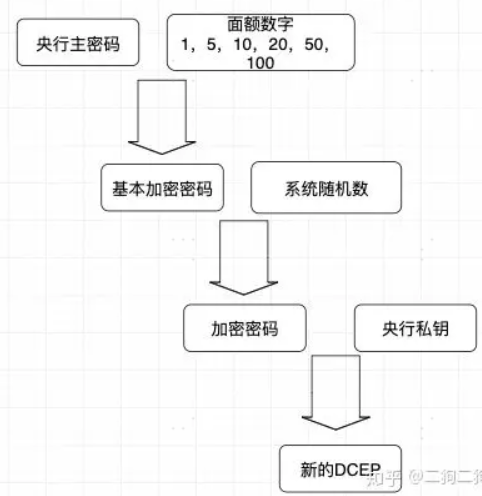 央行主密码
面额数字
1，5，10，20，50，
100
基本加密密码
系统随机数
加密密码
央行私钥
新的DCEP
知乎 @二狗二狗